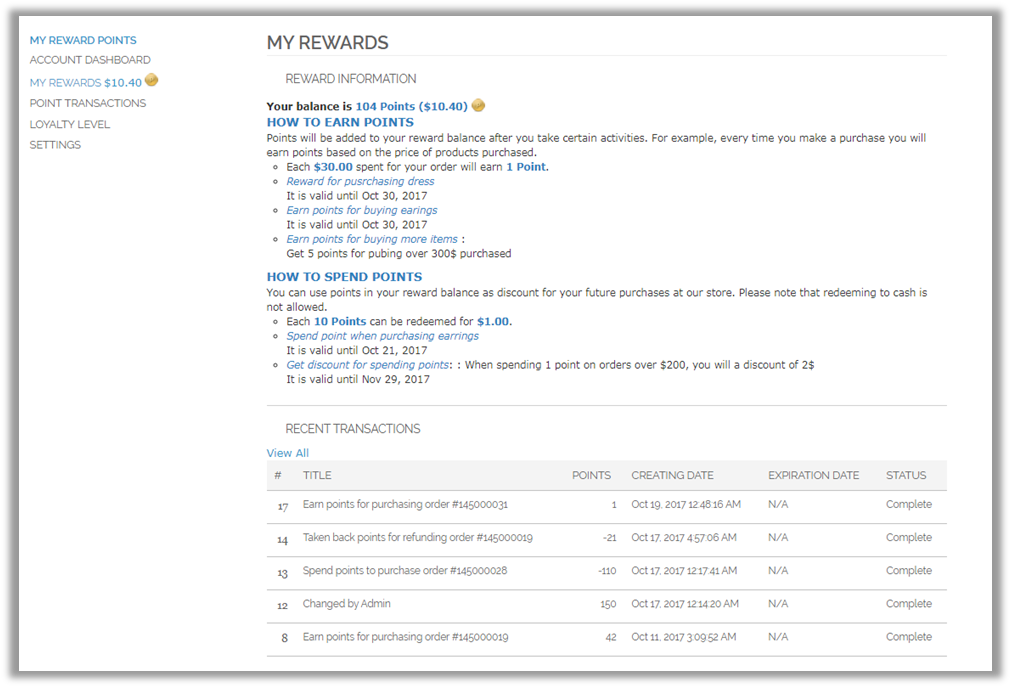 MY REWARD POINTS
ACCOUNT DASHBOARD
MY REWARDS $10.40
POINT TRANSACTIONS
LOYALTY LEVEL
SETTINGS
MY REWARDS
REWARD INFORMATION
Your balance is 104 Points ($10.40)
HOW TO EARN POINTS
Points will be added to your reward balance after you take certain activities. For example, every time you make a purchase you will
earn points based on the price of products purchased.
Each $30.00 spent for your order will earn 1 Point.
Reward for pusrchasing dress
It is valid until Oct 30, 2017
Earn points for buying earings
It is valid until Oct 30, 2017
Earn points for buying more items :
Get 5 points for pubing over 300$ purchased
HOW TO SPEND POINTS
You can use points in your reward balance as discount for your future purchases at our store. Please note that redeeming to cash is
not allowed.
Each 10 Points can be redeemed for $1.00.
Spend point when purchasing earrings
It is valid until Oct 21, 2017
Get discount for spending points: : When spending 1 point on orders over $200, you will a discount of 2$
It is valid until Nov 29, 2017
RECENT TRANSACTIONS
View All
# TITLE POINTS CREATING DATE EXPIRATION DATE STATUS
17 Earn points for purchasing order #145000031 1 Oct 19, 2017 12:48:16 AM N/A Complete
14 Taken back points for refunding order #145000019 -21 Oct 17, 2017 4:57:06 AM N/A Complete
13 Spend points to purchase order #145000028 -110 Oct 17, 2017 12:17:41 AM N/A Complete
12 Changed by Admin 150 Oct 17, 2017 12:14:20 AM N/A Complete
8 Earn points for purchasing order #145000019 42 Oct 11, 2017 3:09:52 AM N/A Complete